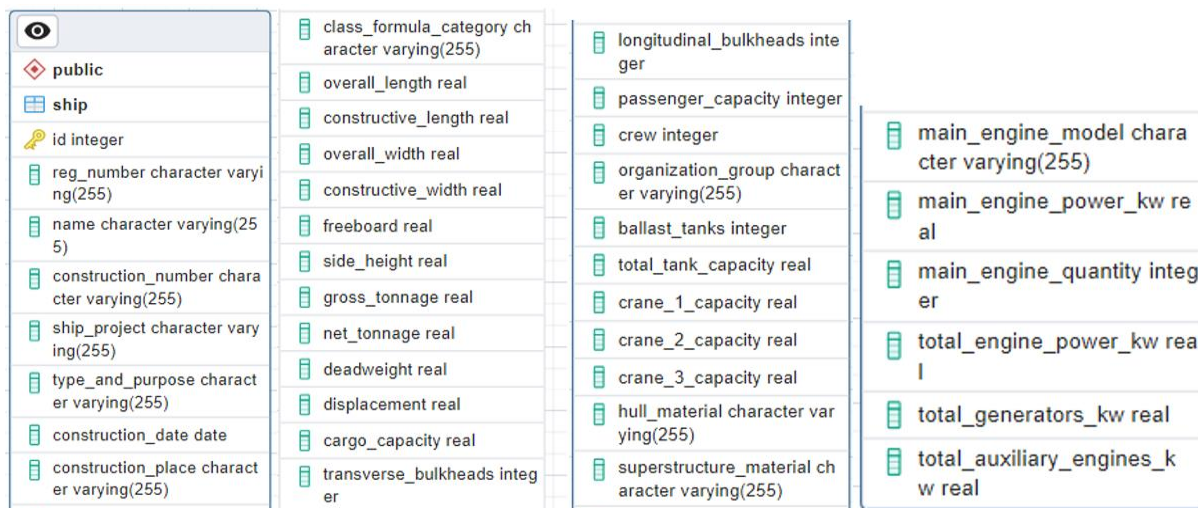 public
ship
id integer
reg_number character varyi
ng(255)
name character varying(25
5)
construction_number chara
cter varying(255)
ship_project character vary
ing(255)
type_and_purpose charact
er varying(255)
construction_date date
construction_place charact
er varying(255)
class_formula_category ch
aracter varying(255)
overall_length real
constructive_length real
overall_width real
constructive_width real
freeboard real
side_height real
gross_tonnage real
net_tonnage real
deadweight real
displacement real
cargo_capacity real
transverse_bulkheads integ
er
longitudinal_bulkheads inte
ger
passenger_capacity integer
crew integer
organization_group charact
er varying(255)
ballast_tanks integer
total_tank_capacity real
crane_1_capacity real
crane_2_capacity real
crane_3_capacity real
hull_material character var
ying(255)
superstructure_material ch
aracter varying(255)
main_engine_model chara
cter varying(255)
main_engine_power_kw re
al
main_engine_quantity integ
er
total_engine_power_kw rea
l
total_generators_kw real
total_auxiliary_engines_k
w real